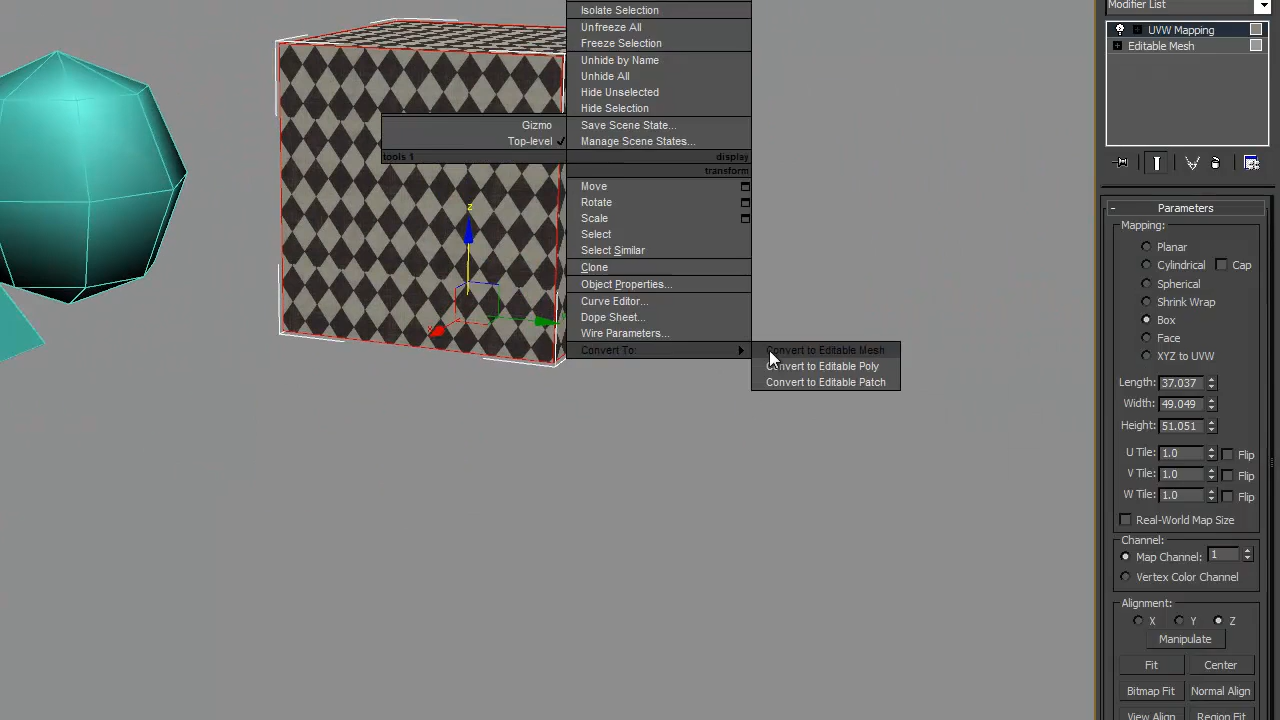 Isolate Selection
Unfreeze All
Freeze Selection
Unhide by Name
Unhide All
Hide Unselected
Hide Selection
Save Scene State...
Manage Scene States...
Gizmo
Top-level
tools 1
display
transform
Move
Rotate
Scale
Select
Select Similar
Clone
Object Properties...
Curve Editor...
Dope Sheet...
Wire Parameters...
Convert To:
Convert to Editable Mesh
Convert to Editable Poly
Convert to Editable Patch
z
x
Modifier List
UVW Mapping
Editable Mesh
- Parameters
Mapping:
Planar
Cylindrical Cap
Spherical
Shrink Wrap
Box
Face
XYZ to UVW
Length: 37.037
Width: 49.049
Height: 51.051
U Tile: 1.0 Flip
V Tile: 1.0 Flip
W Tile: 1.0 Flip
Real-World Map Size
Channel:
Map Channel: 1
Vertex Color Channel
Alignment:
X Y Z
Manipulate
Fit Center
Bitmap Fit Normal Align
View Align Region Fit